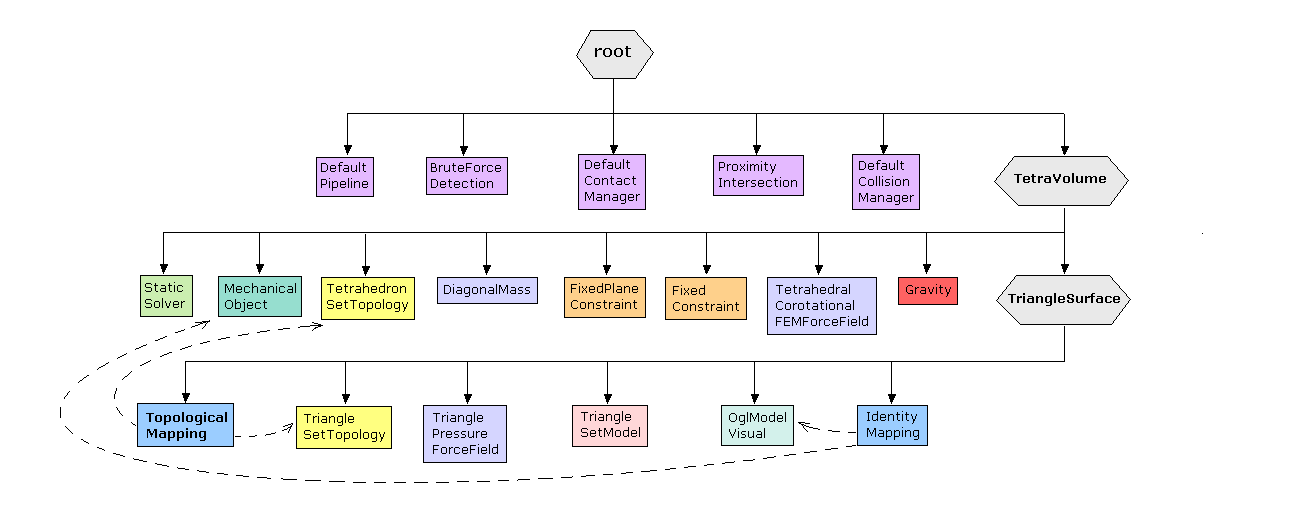 root
Default
Pipeline
BruteForce
Detection
Default
Contact
Manager
Proximity
Intersection
Default
Collision
Manager
TetraVolume
Static
Solver
Mechanical
Object
Tetrahedron
SetTopology
DiagonalMass
FixedPlane
Constraint
Fixed
Constraint
Tetrahedral
Corotational
FEMForceField
Gravity
TriangleSurface
Topological
Mapping
Triangle
SetTopology
Triangle
Pressure
ForceField
Triangle
SetModel
OglModel
Visual
Identity
Mapping